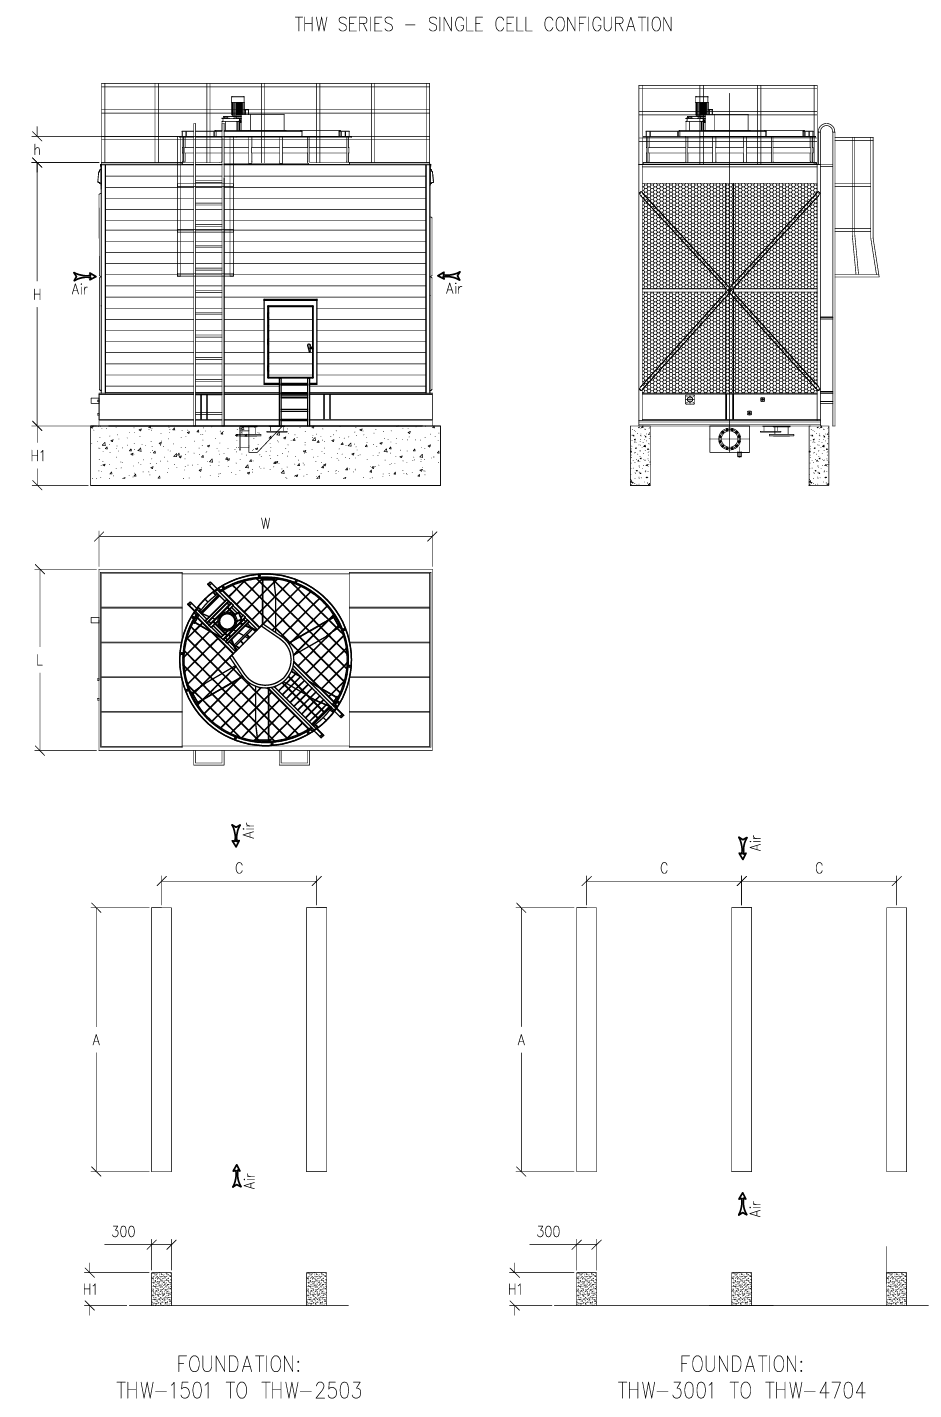 THW SERIES – SINGLE CELL CONFIGURATION
h
H
H1
Air
Air
W
L
Air
C
A
Air
Air
C
C
A
Air
300
H1
300
H1
FOUNDATION:
THW–1501 TO THW–2503
FOUNDATION:
THW–3001 TO THW–4704